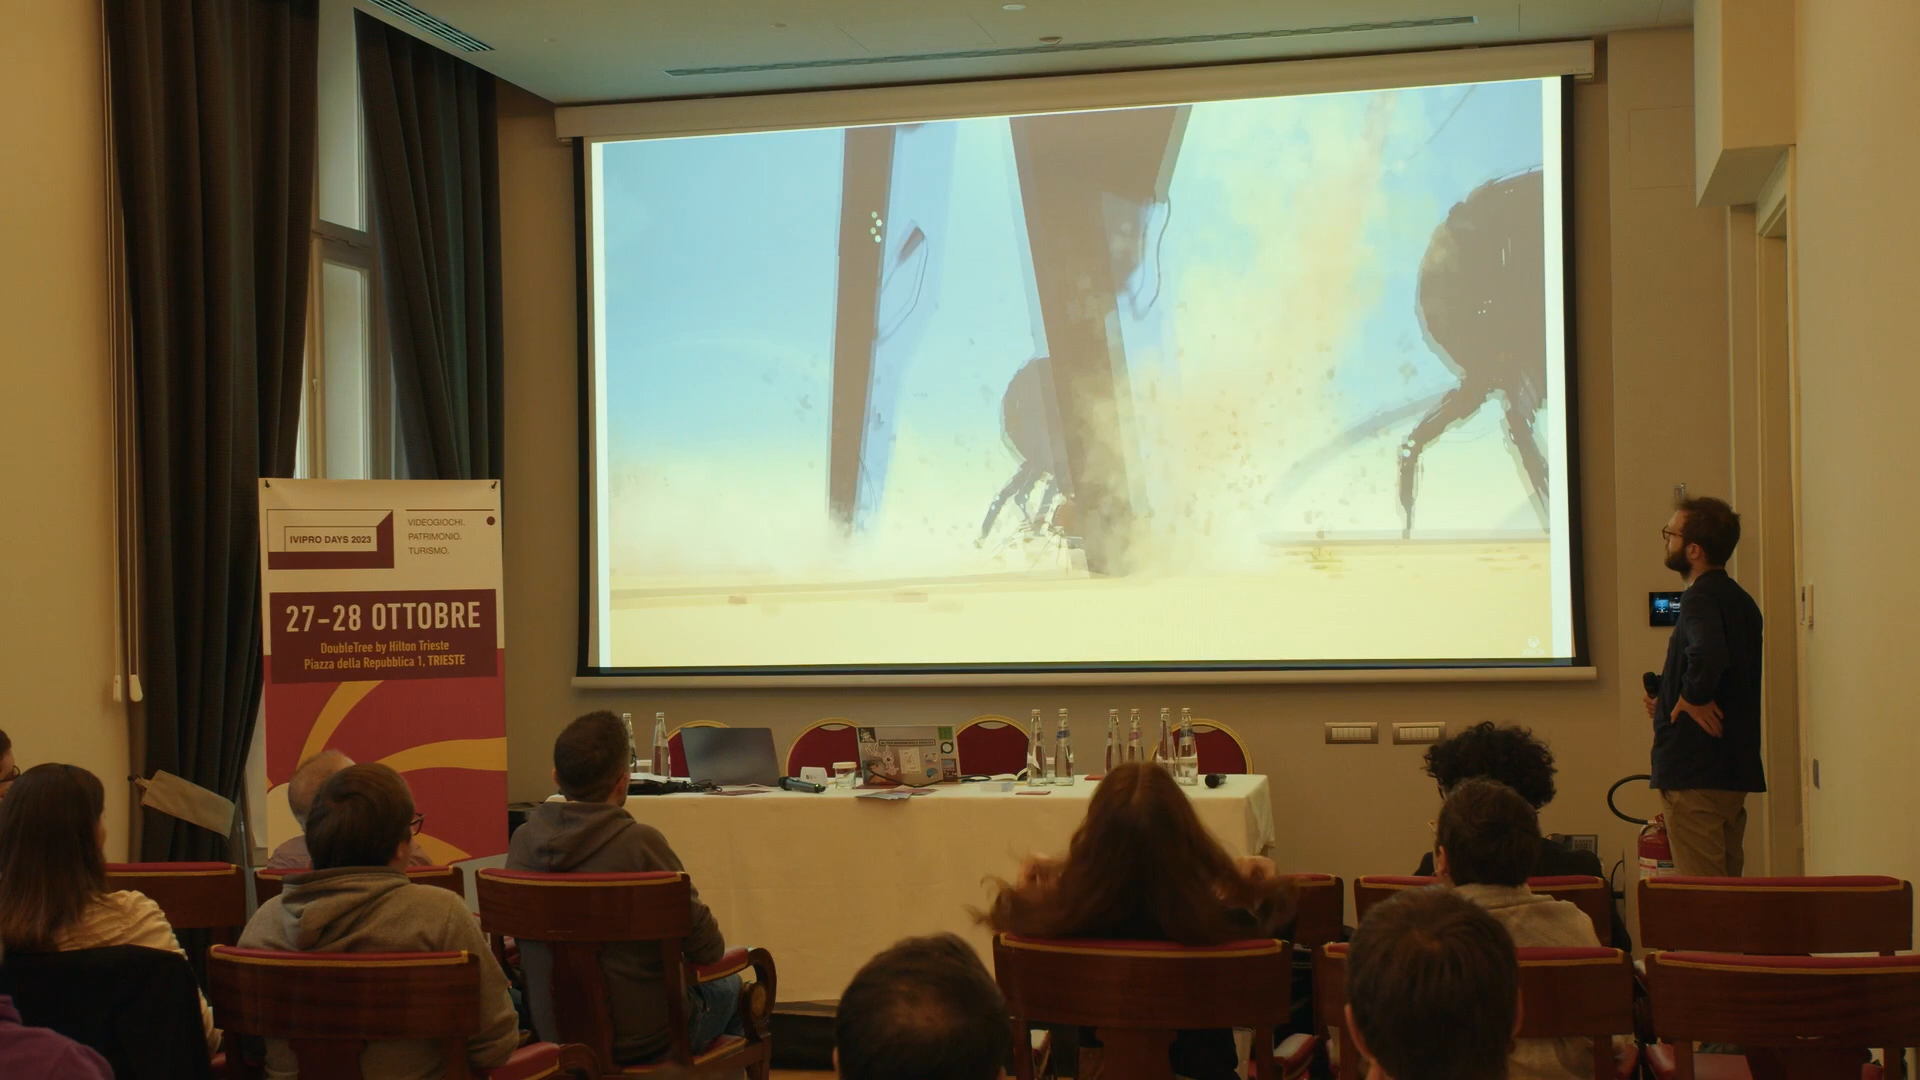 IVIPRO DAYS 2023
VIDEOGIOCHI.
PATRIMONIO.
TURISMO.
27-28 OTTOBRE
DoubleTree by Hilton Trieste
Piazza della Repubblica 1, TRIESTE